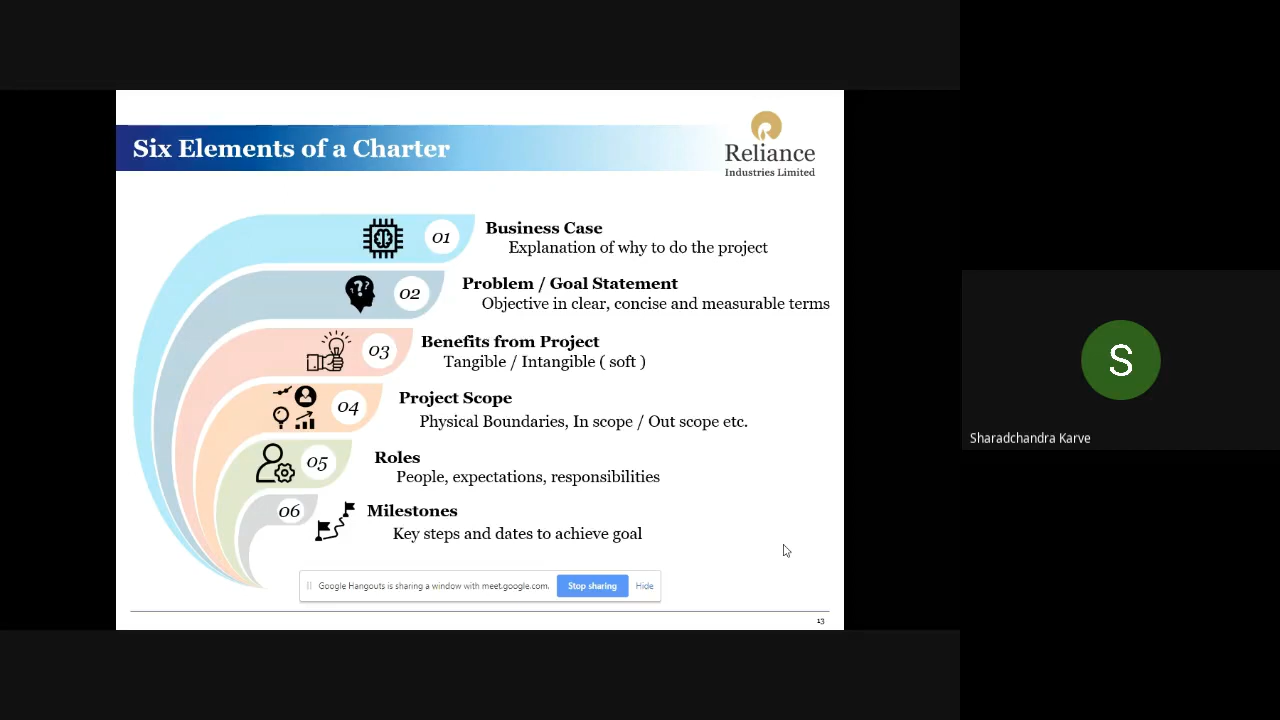 Six Elements of a Charter
Reliance
Industries Limited
01
Business Case
Explanation of why to do the project
02
Problem / Goal Statement
Objective in clear, concise and measurable terms
03
Benefits from Project
Tangible / Intangible ( soft )
04
Project Scope
Physical Boundaries, In scope / Out scope etc.
05
Roles
People, expectations, responsibilities
06
Milestones
Key steps and dates to achieve goal
Google Hangouts is sharing a window with meet.google.com. Stop sharing Hide
13
S
Sharadchandra Karve